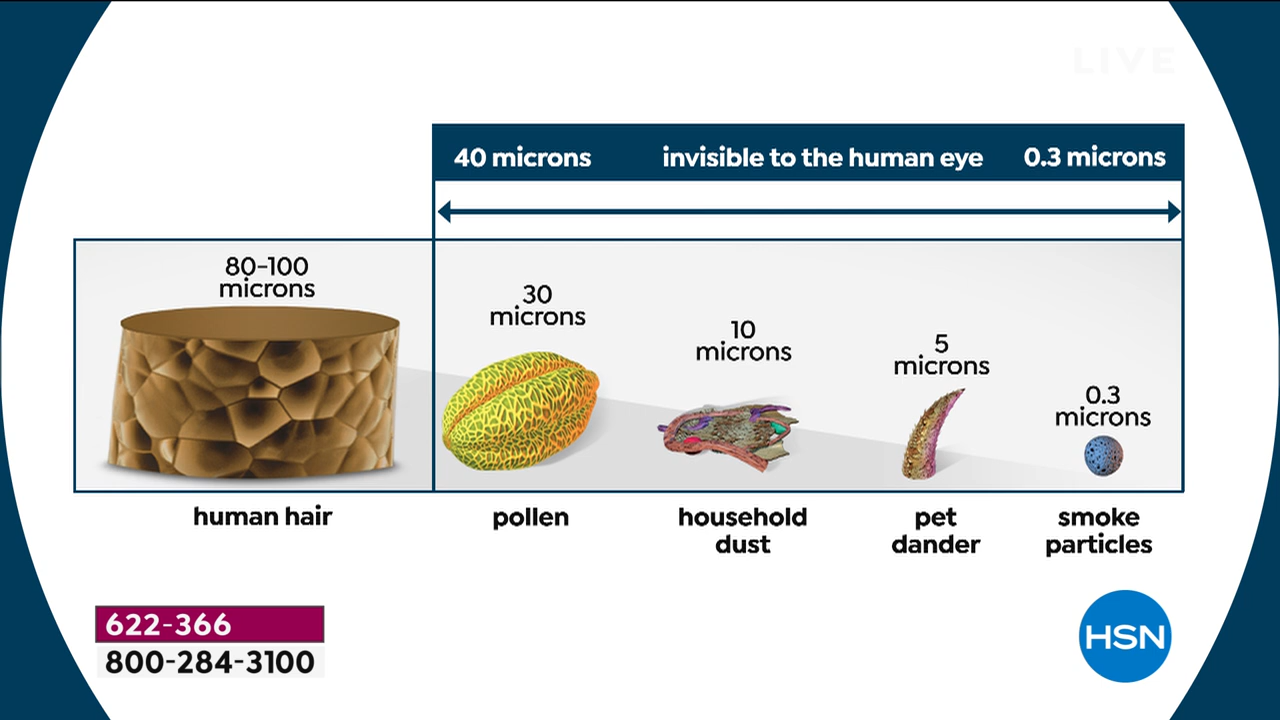 LIVE
40 microns invisible to the human eye 0.3 microns
80-100
microns
30
microns
10
microns
5
microns
0.3
microns
human hair
pollen
household
dust
pet
dander
smoke
particles
622-366
800-284-3100
HSN